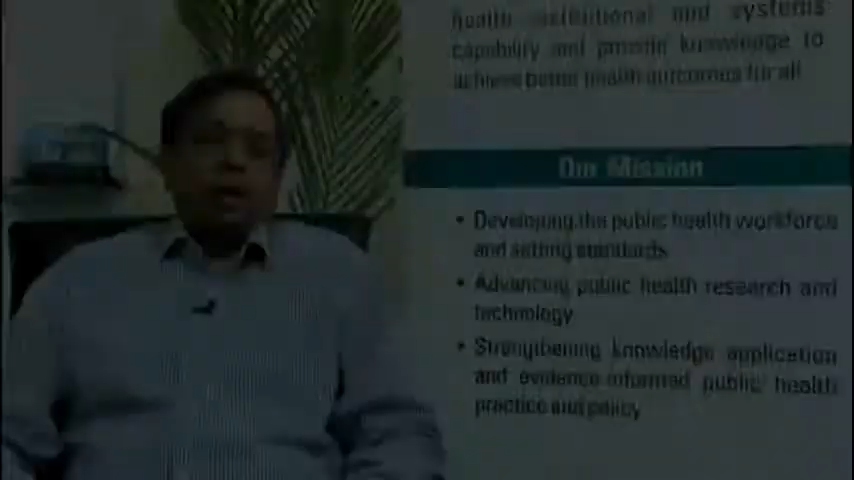 health institutional and systems
capability and provide knowledge to
achieve better health outcomes for all
Our Mission
• Developing the public health workforce
and setting standards
• Advancing public health research and
technology
• Strengthening knowledge application
and evidence-informed public health
practice and policy